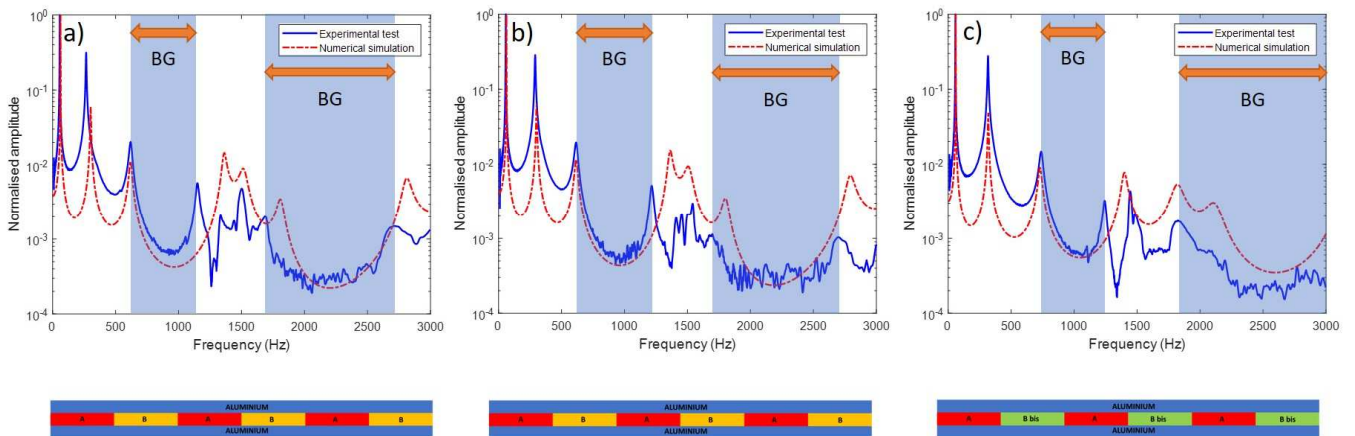 a)
Experimental test
Numerical simulation
BG
BG
Normalised amplitude
10^0
10^-1
10^-2
10^-3
10^-4
0 500 1000 1500 2000 2500 3000
Frequency (Hz)
ALUMINIUM
A B A B A B
ALUMINIUM
b)
Experimental test
Numerical simulation
BG
BG
Normalised amplitude
10^0
10^-1
10^-2
10^-3
10^-4
0 500 1000 1500 2000 2500 3000
Frequency (Hz)
ALUMINIUM
A B A B A B
ALUMINIUM
c)
Experimental test
Numerical simulation
BG
BG
Normalised amplitude
10^0
10^-1
10^-2
10^-3
10^-4
0 500 1000 1500 2000 2500 3000
Frequency (Hz)
ALUMINIUM
A B bis A B bis A B bis
ALUMINIUM